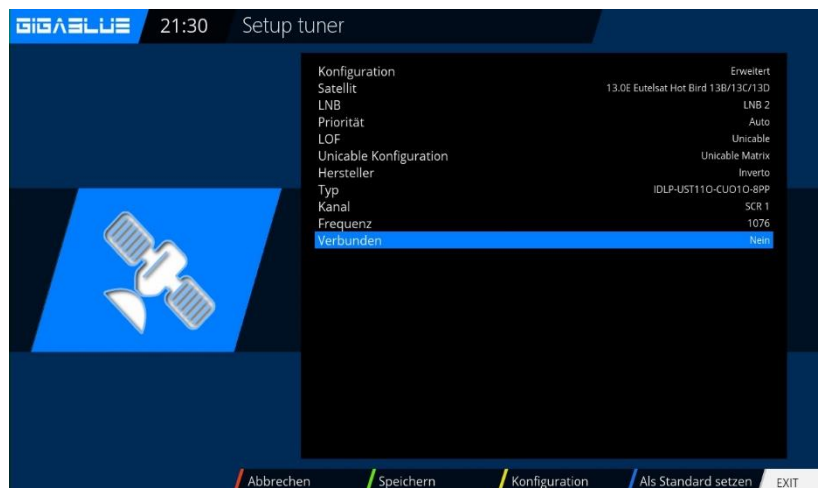 GIGABLUE 21:30 Setup tuner
Konfiguration Erweitert
Satellit 13.0E Eutelsat Hot Bird 13B/13C/13D
LNB LNB 2
Priorität Auto
LOF Unicable
Unicable Konfiguration Unicable Matrix
Hersteller Inverto
Typ IDLP-UST11O-CUO1O-8PP
Kanal SCR 1
Frequenz 1076
Verbunden Nein
Abbrechen Speichern Konfiguration Als Standard setzen EXIT